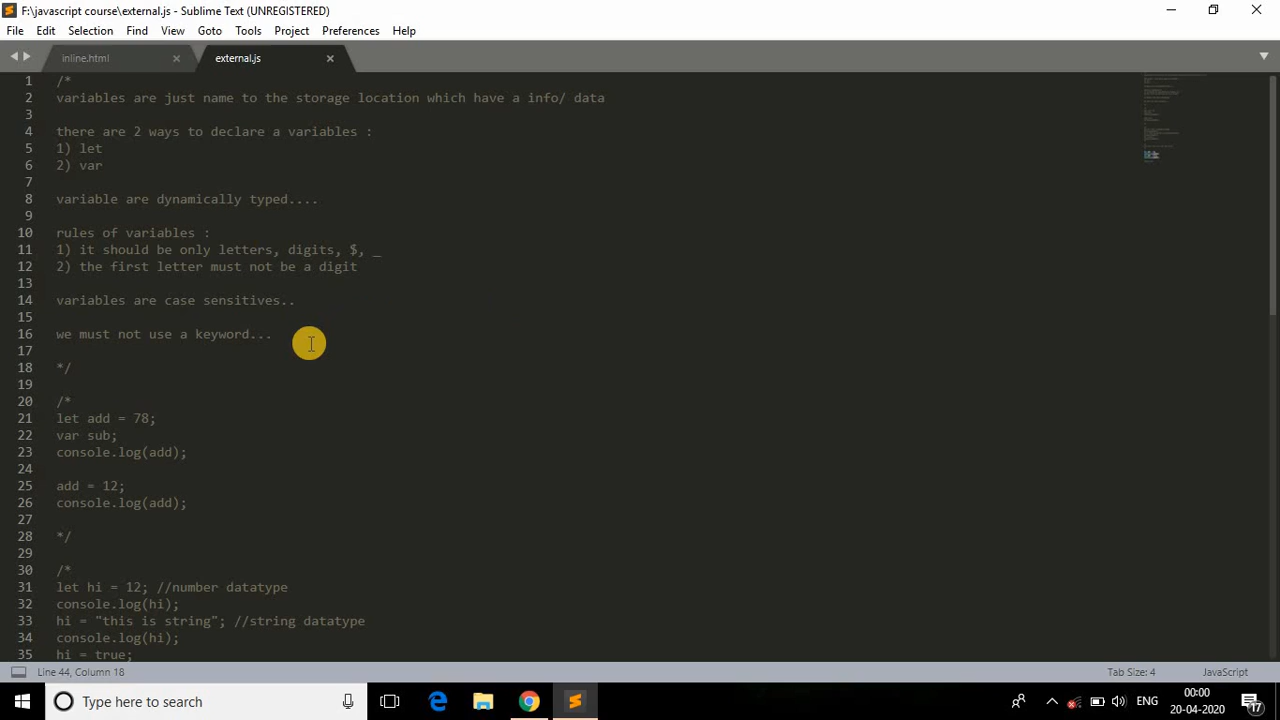 F:\javascript course\external.js - Sublime Text (UNREGISTERED)
File Edit Selection Find View Goto Tools Project Preferences Help
inline.html × external.js ×
1 /*
2 variables are just name to the storage location which have a info/ data
3
4 there are 2 ways to declare a variables :
5 1) let
6 2) var
7
8 variable are dynamically typed....
9
10 rules of variables :
11 1) it should be only letters, digits, $, _
12 2) the first letter must not be a digit
13
14 variables are case sensitives..
15
16 we must not use a keyword...
17
18 */
19
20 /*
21 let add = 78;
22 var sub;
23 console.log(add);
24
25 add = 12;
26 console.log(add);
27
28 */
29
30 /*
31 let hi = 12; //number datatype
32 console.log(hi);
33 hi = "this is string"; //string datatype
34 console.log(hi);
35 hi = true;
Line 44, Column 18 Tab Size: 4 JavaScript
Type here to search ENG 00:00
20-04-2020 17